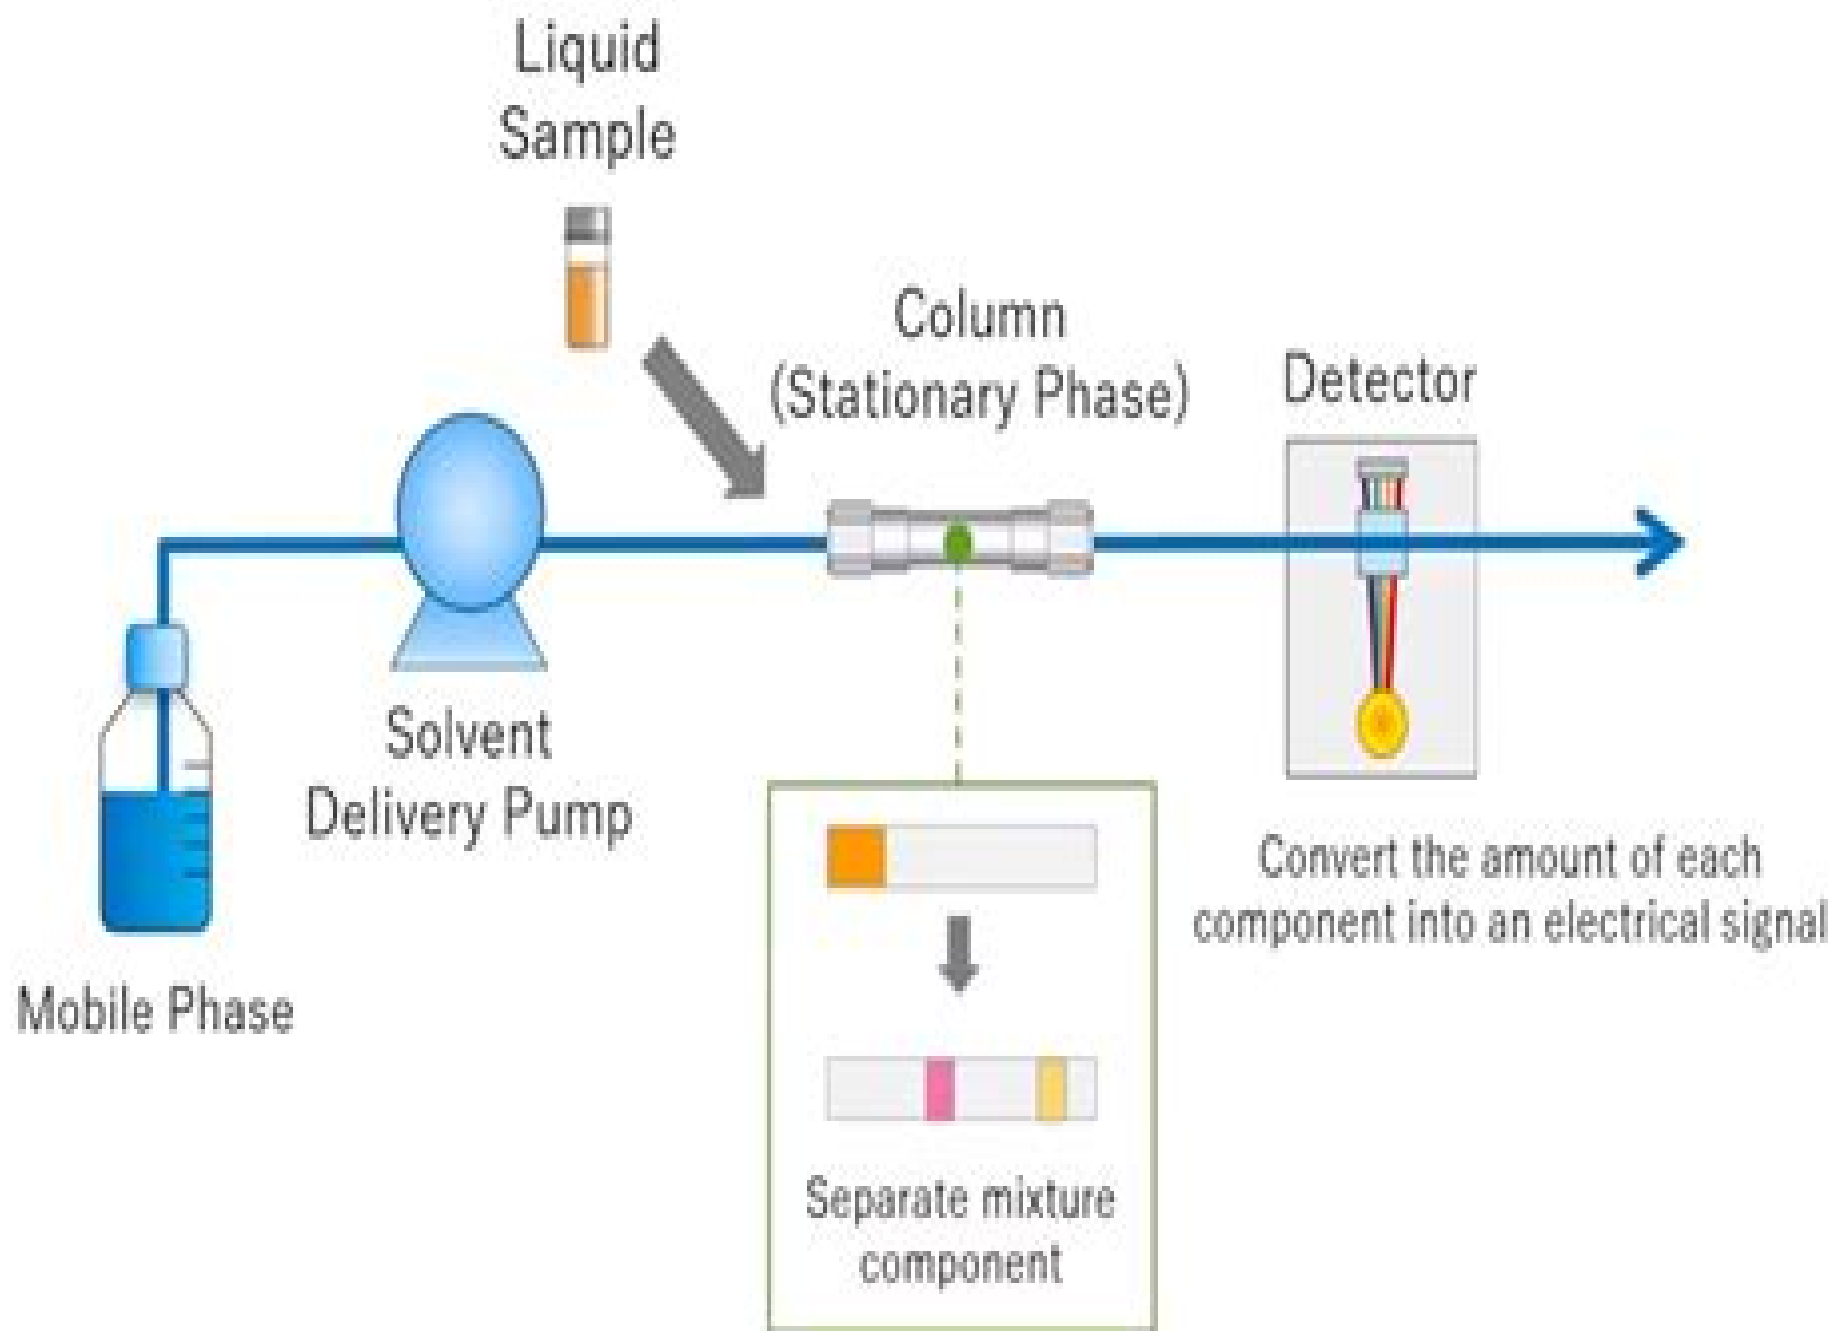 Liquid
Sample
Column
(Stationary Phase)
Detector
Solvent
Delivery Pump
Mobile Phase
Convert the amount of each
component into an electrical signal
Separate mixture
component